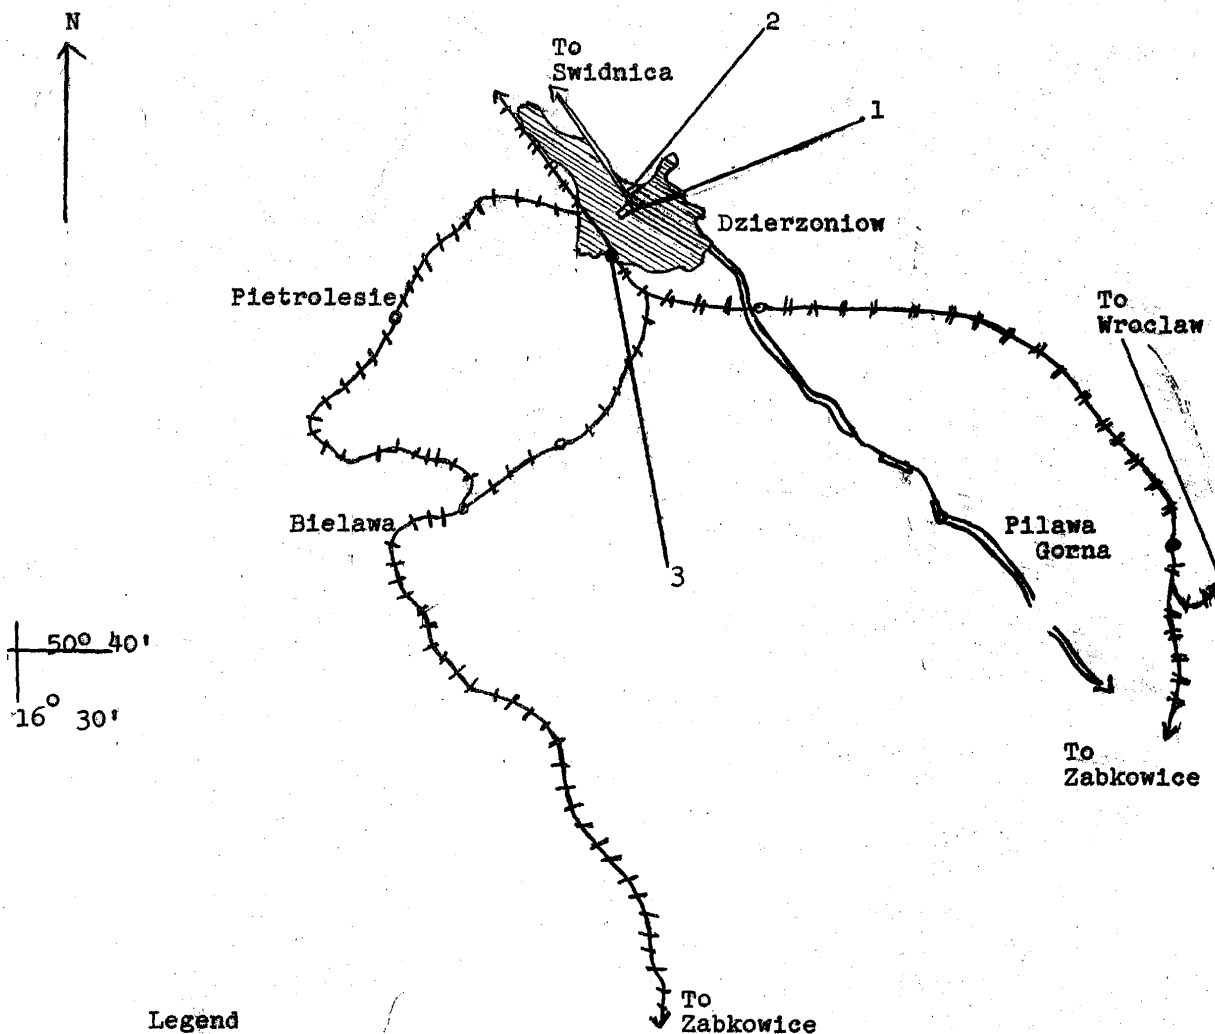 N
2
To
Swidnica
1
Dzierzoniow
Pietrolesie
To
Wroclaw
Bielawa
Pilawa
Gorna
3
50° 40'
16° 30'
To
Zabkowice
To
Zabkowice
Legend